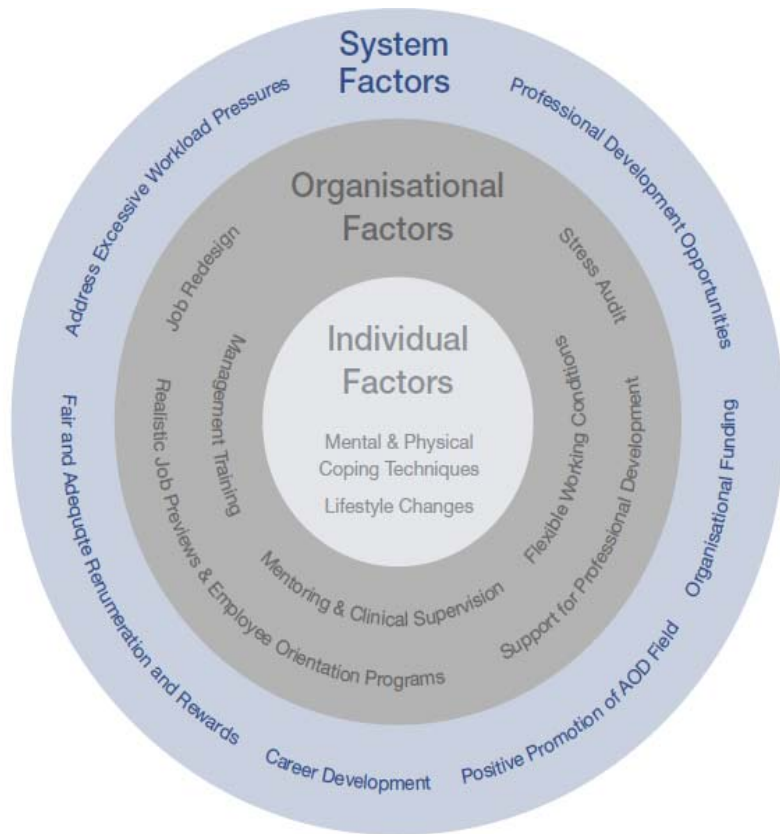 System
Factors
Address Excessive Workload Pressures
Professional Development Opportunities
Fair and Adequqte Renumeration and Rewards
Career Development
Positive Promotion of AOD Field
Organisational Funding
Organisational
Factors
Job Redesign
Stress Audit
Management Training
Flexible Working Conditions
Realistic Job Previews & Employee Orientation Programs
Support for Professional Development
Mentoring & Clinical Supervision
Individual
Factors
Mental & Physical
Coping Techniques
Lifestyle Changes